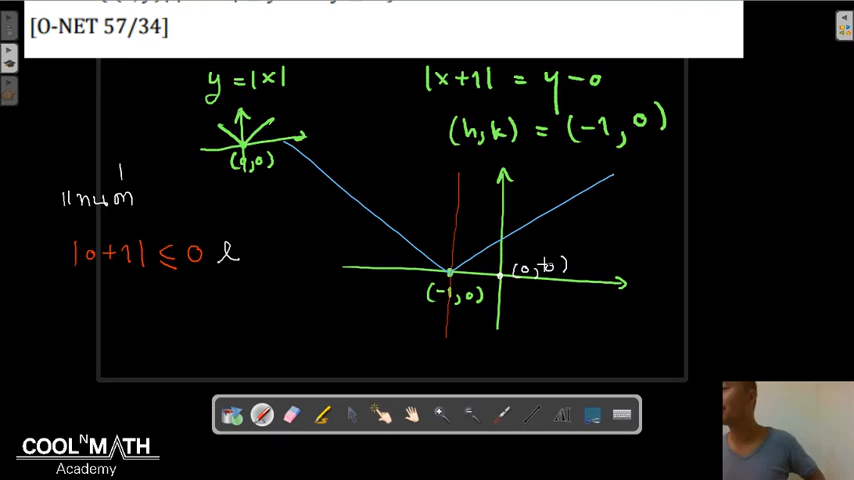 [O-NET 57/34]
y = |x|
|x+1| = y-0
(h,k) = (-1,0)
(0,0)
แทนค่า
|0+1| ≤ 0
(-1,0)
COOL N MATH
Academy